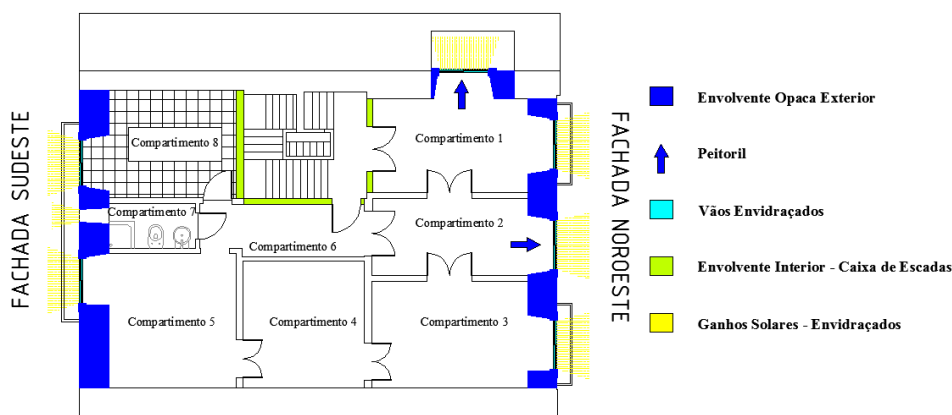 FACHADA SUDESTE
Compartimento 8
Compartimento 1
Compartimento 7
Compartimento 2
Compartimento 6
Compartimento 5
Compartimento 4
Compartimento 3
FACHADA NOROESTE
Envolvente Opaca Exterior
Peitoril
Vãos Envidraçados
Envolvente Interior - Caixa de Escadas
Ganhos Solares - Envidraçados